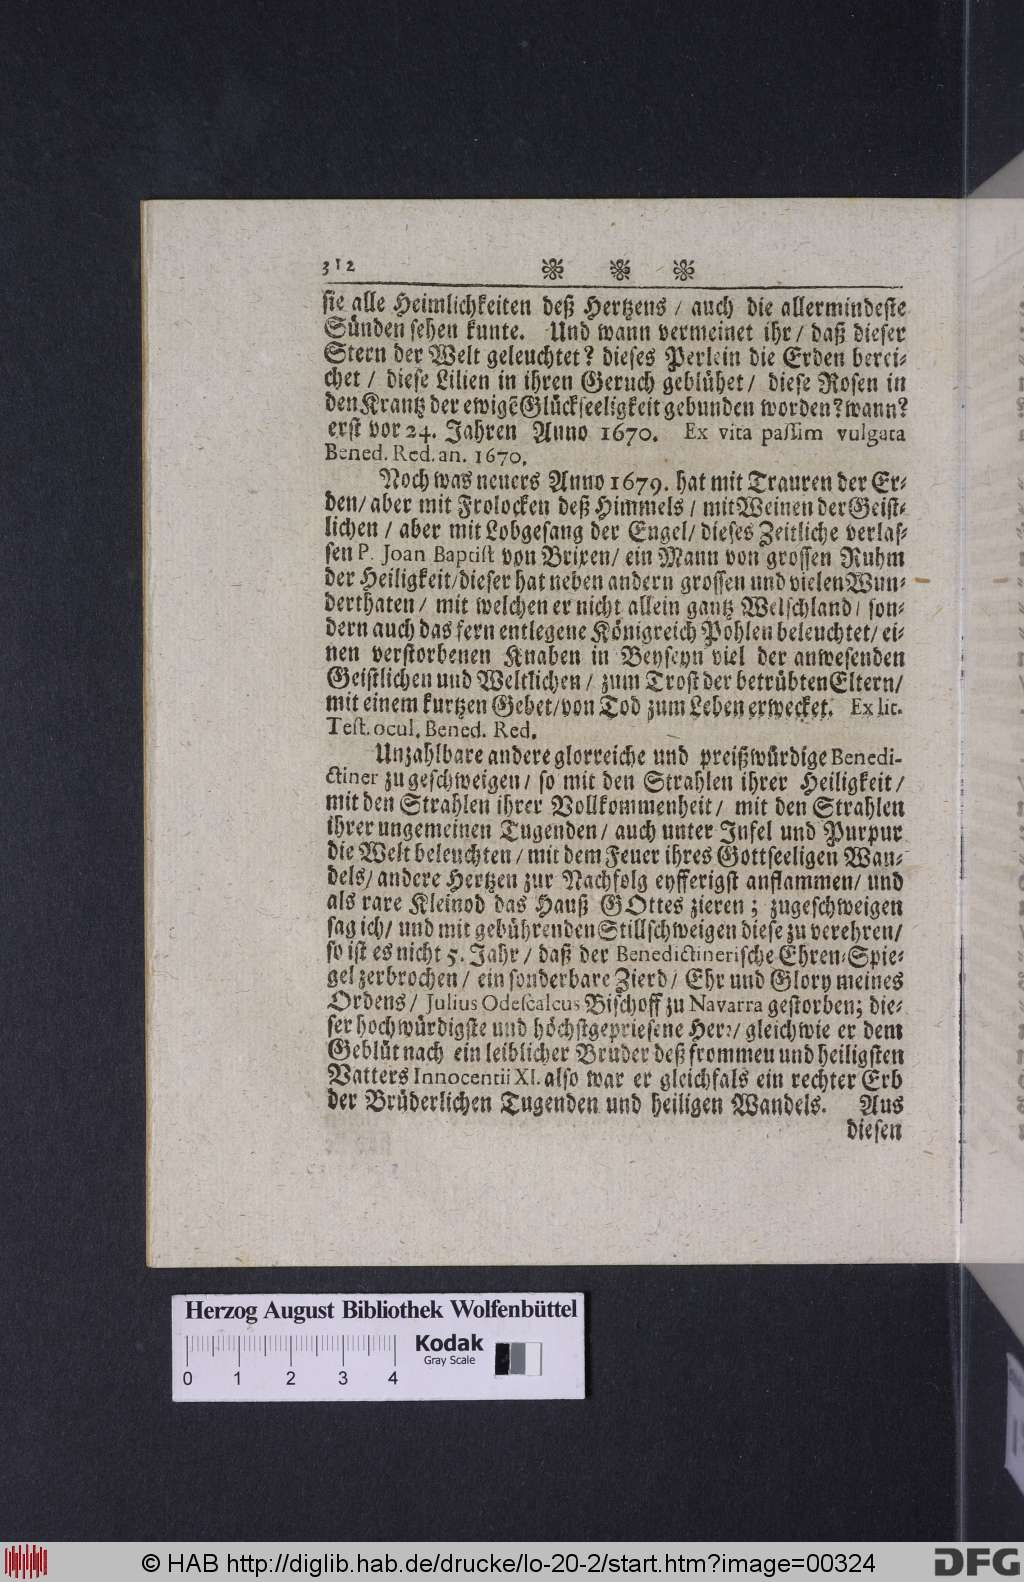 312
sie alle Heimlichkeiten deß Hertzens / auch die allermindeste
Sünden sehen kunte. Und wann vermeinet ihr / daß dieser
Stern der Welt geleuchtet? dieses Perlein die Erden berei-
chet / diese Lilien in ihren Geruch geblühet / diese Rosen in
den Krantz der ewigē Glückseeligkeit gebunden worden? wann?
erst vor 24. Jahren Anno 1670. Ex vita passim vulgata
Bened. Red. an. 1670.
Noch was neuers Anno 1679. hat mit Trauren der Er-
den / aber mit Frolocken deß Himmels / mit Weinen der Geist-
lichen / aber mit Lobgesang der Engel / dieses Zeitliche verlas-
sen P. Joan Baptist von Brixen / ein Mann von grossen Ruhm
der Heiligkeit / dieser hat neben andern grossen und vielen Wun-
derthaten / mit welchen er nicht allein gantz Welschland / son-
dern auch das fern entlegene Königreich Pohlen beleuchtet / ei-
nen verstorbenen Knaben in Beyseyn viel der anwesenden
Geistlichen und Weltlichen / zum Trost der betrübten Eltern /
mit einem kurtzen Gebet / von Tod zum Leben erwecket. Ex lit.
Test. ocul. Bened. Red.
Unzahlbare andere glorreiche und preißwürdige Benedi-
ctiner zu geschweigen / so mit den Strahlen ihrer Heiligkeit /
mit den Strahlen ihrer Vollkommenheit / mit den Strahlen
ihrer ungemeinen Tugenden / auch unter Insel und Purpur
die Welt beleuchten / mit dem Feuer ihres Gottseeligen Wan-
dels / andere Hertzen zur Nachfolg eyfferigst anflammen / und
als rare Kleinod das Hauß GOttes zieren ; zugeschweigen
sag ich / und mit gebührenden Stillschweigen diese zu verehren /
so ist es nicht 5. Jahr / daß der Benedictinerische Ehren-Spie-
gel zerbrochen / ein sonderbare Zierd / Ehr und Glory meines
Ordens / Julius Odescalcus Bischoff zu Navarra gestorben; die-
ser hochwürdigste und höchstgepriesene Herr / gleichwie er dem
Geblüt nach ein leiblicher Bruder deß frommen und heiligsten
Vatters Innocentii XI. also war er gleichfals ein rechter Erb
der Brüderlichen Tugenden und heiligen Wandels. Aus
diesen
Herzog August Bibliothek Wolfenbüttel
Kodak
Gray Scale
0 1 2 3 4
© HAB http://diglib.hab.de/drucke/lo-20-2/start.htm?image=00324
DFG